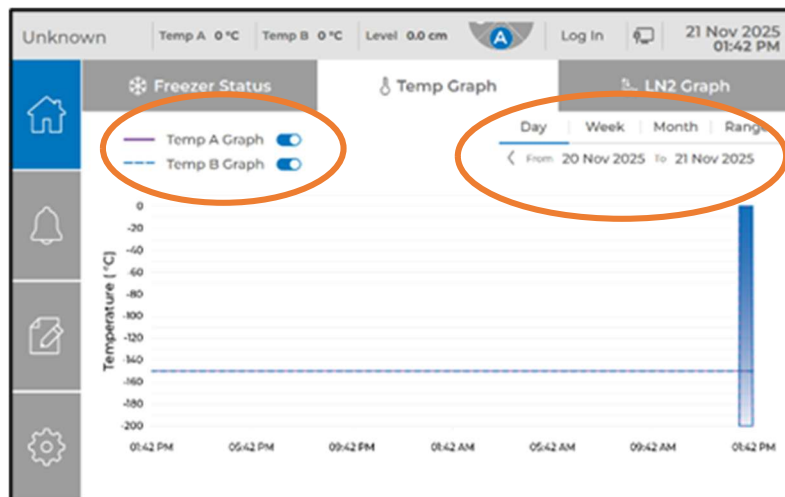 Unknown Temp A 0 °C Temp B 0 °C Level 0.0 cm A Log In 21 Nov 2025
01:42 PM
Freezer Status Temp Graph LN2 Graph
Temp A Graph Day Week Month Range
Temp B Graph From 20 Nov 2025 To 21 Nov 2025
Temperature (°C)
0
-20
-40
-60
-80
-100
-120
-140
-160
-180
-200
01:42 PM 05:42 PM 09:42 PM 01:42 AM 05:42 AM 09:42 AM 01:42 PM